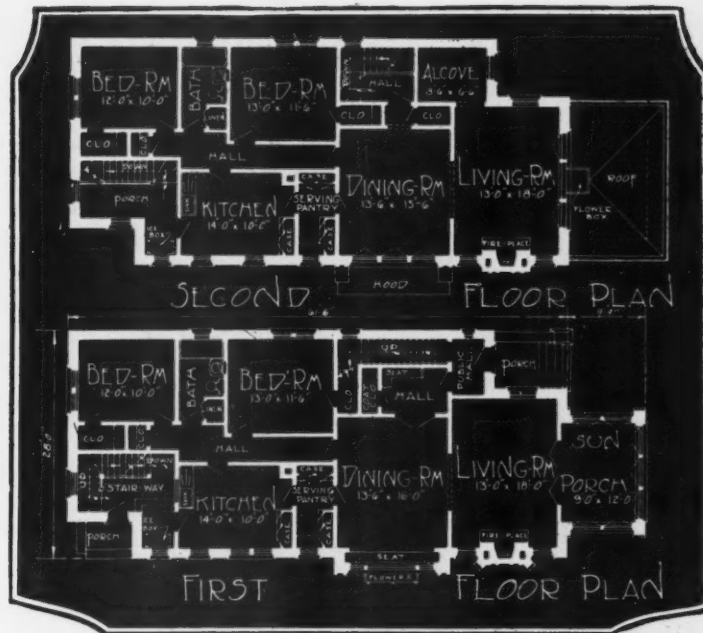 BED-RM
12'-0" x 10'-0"
BATH
BED-RM
13'-0" x 11'-6"
LINEN
DOWN
HALL
ALCOVE
8'-6" x 6'-6"
CLO
CLO
CLO
CLO
HALL
DOWN
PORCH
KITCHEN
14'-0" x 10'-0"
ICE BOX
CASE
SERVING
PANTRY
CASE
CASE
DINING-RM
13'-6" x 15'-6"
LIVING-RM
13'-0" x 18'-0"
FIRE-PLACE
ROOF
FLOWER
BOX
HOOD
SECOND FLOOR PLAN
BED-RM
12'-0" x 10'-0"
BATH
BED-RM
13'-0" x 11'-6"
LINEN
CLO
UP
SEAT
HALL
PUBLIC
HALL
PORCH
CLO
CLO
HALL
28'-0"
UP
DOWN
STAIR-WAY
PORCH
ICE
BOX
KITCHEN
14'-0" x 10'-0"
CASE
SERVING
PANTRY
CASE
CASE
DINING-RM
13'-6" x 16'-0"
LIVING-RM
13'-0" x 18'-0"
FIRE-PLACE
SUN
PORCH
9'-0" x 12'-0"
SEAT
FLOWERS
FIRST FLOOR PLAN